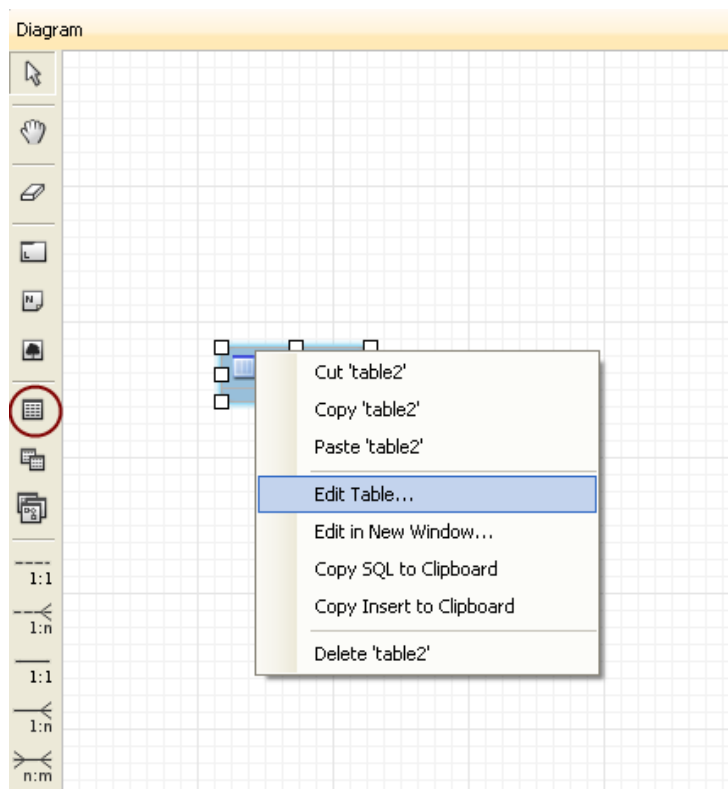 Diagram
L
N
Cut 'table2'
Copy 'table2'
Paste 'table2'
Edit Table...
Edit in New Window...
Copy SQL to Clipboard
Copy Insert to Clipboard
Delete 'table2'
1:1
1:n
1:1
1:n
n:m